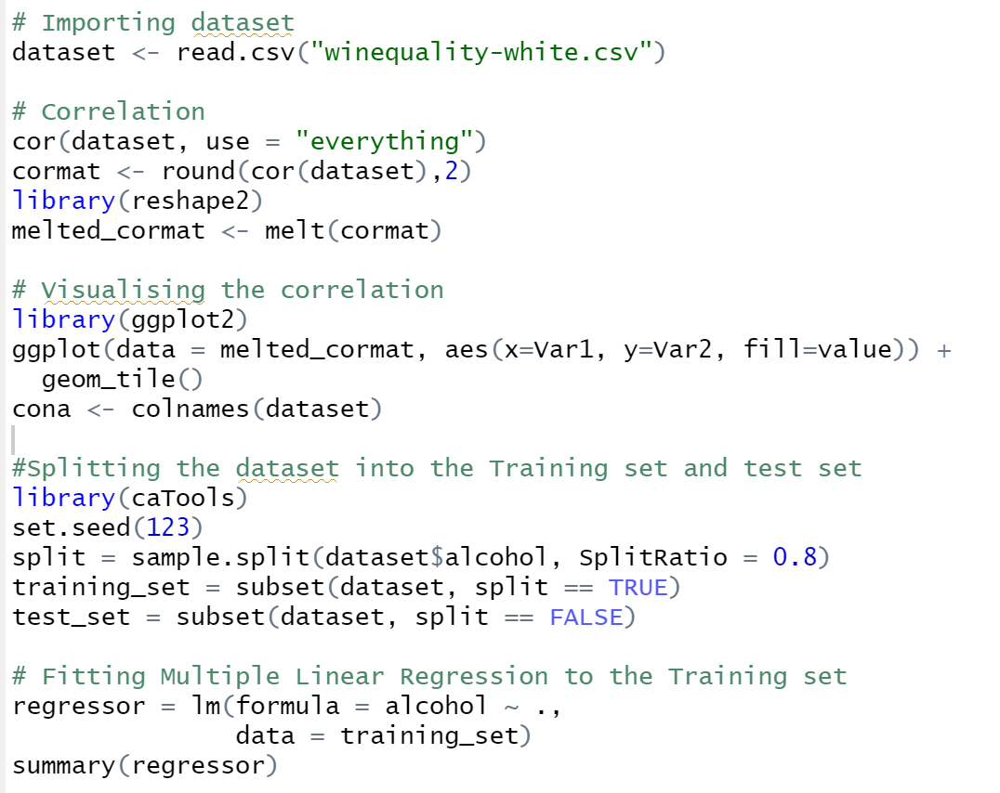 # Importing dataset
dataset <- read.csv("winequality-white.csv")
# Correlation
cor(dataset, use = "everything")
cormat <- round(cor(dataset),2)
library(reshape2)
melted_cormat <- melt(cormat)
# Visualising the correlation
library(ggplot2)
ggplot(data = melted_cormat, aes(x=Var1, y=Var2, fill=value)) +
  geom_tile()
cona <- colnames(dataset)
#Splitting the dataset into the Training set and test set
library(caTools)
set.seed(123)
split = sample.split(dataset$alcohol, SplitRatio = 0.8)
training_set = subset(dataset, split == TRUE)
test_set = subset(dataset, split == FALSE)
# Fitting Multiple Linear Regression to the Training set
regressor = lm(formula = alcohol ~ .,
               data = training_set)
summary(regressor)